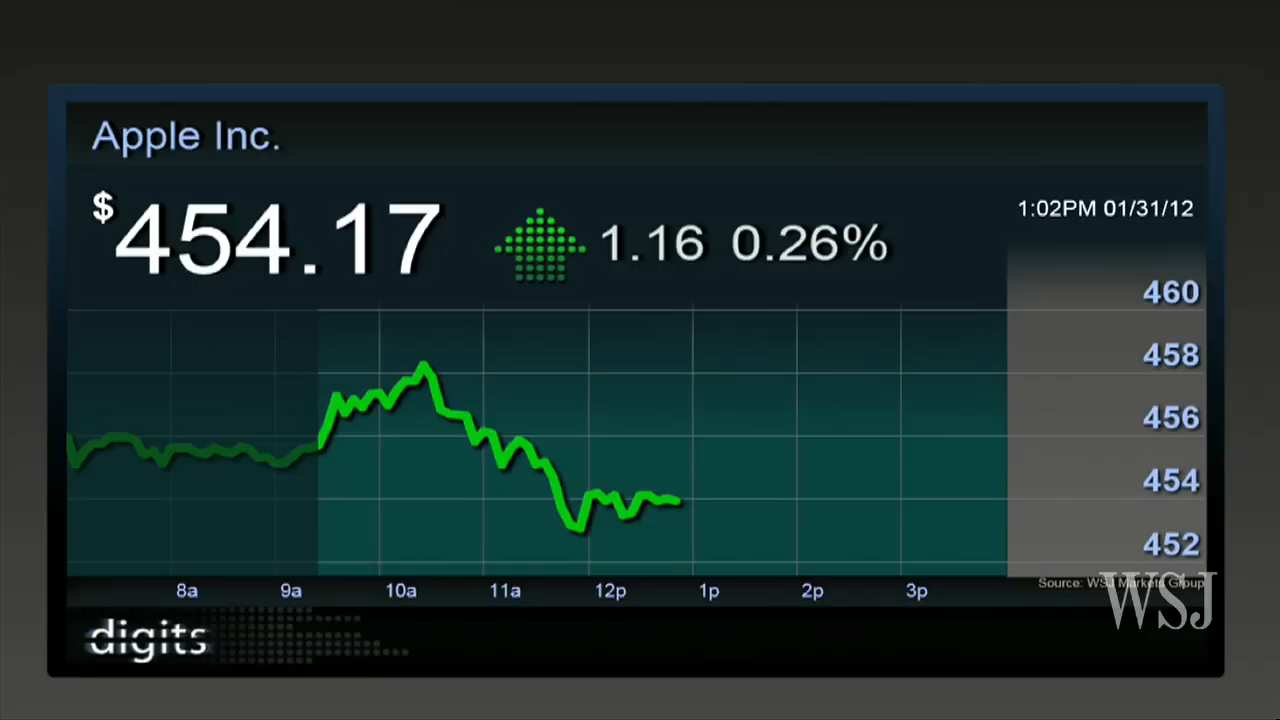 Apple Inc.
$454.17 1.16 0.26%
1:02PM 01/31/12
460
458
456
454
452
8a 9a 10a 11a 12p 1p 2p 3p
Source: WSJ Markets Group
WSJ
digits